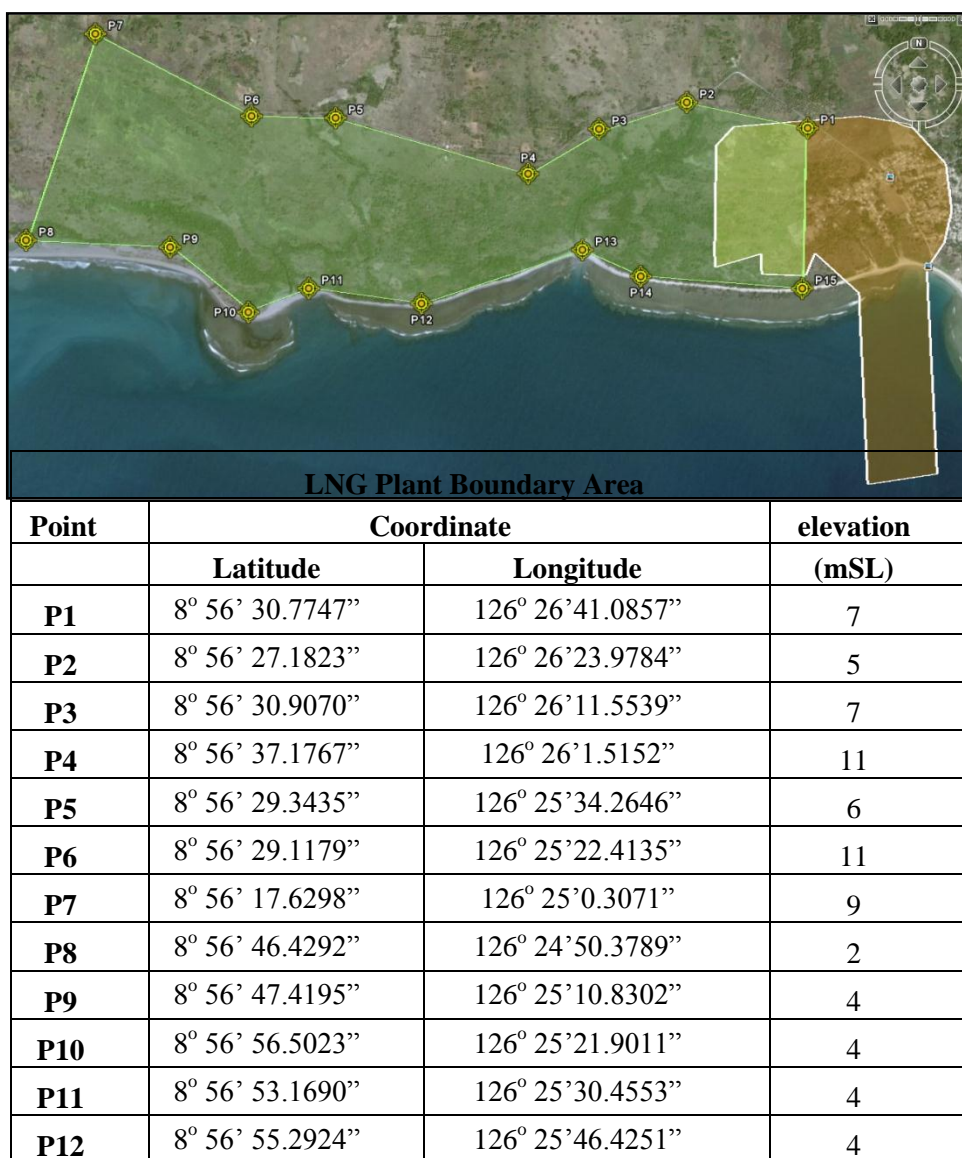 P7
P6
P5
P2
P3
P1
P4
N
P8
P9
P13
P11
P14
P15
P10
P12
LNG Plant Boundary Area
Point Coordinate elevation
Latitude Longitude (mSL)
P1 8° 56’ 30.7747” 126° 26’41.0857” 7
P2 8° 56’ 27.1823” 126° 26’23.9784” 5
P3 8° 56’ 30.9070” 126° 26’11.5539” 7
P4 8° 56’ 37.1767” 126° 26’1.5152” 11
P5 8° 56’ 29.3435” 126° 25’34.2646” 6
P6 8° 56’ 29.1179” 126° 25’22.4135” 11
P7 8° 56’ 17.6298” 126° 25’0.3071” 9
P8 8° 56’ 46.4292” 126° 24’50.3789” 2
P9 8° 56’ 47.4195” 126° 25’10.8302” 4
P10 8° 56’ 56.5023” 126° 25’21.9011” 4
P11 8° 56’ 53.1690” 126° 25’30.4553” 4
P12 8° 56’ 55.2924” 126° 25’46.4251” 4